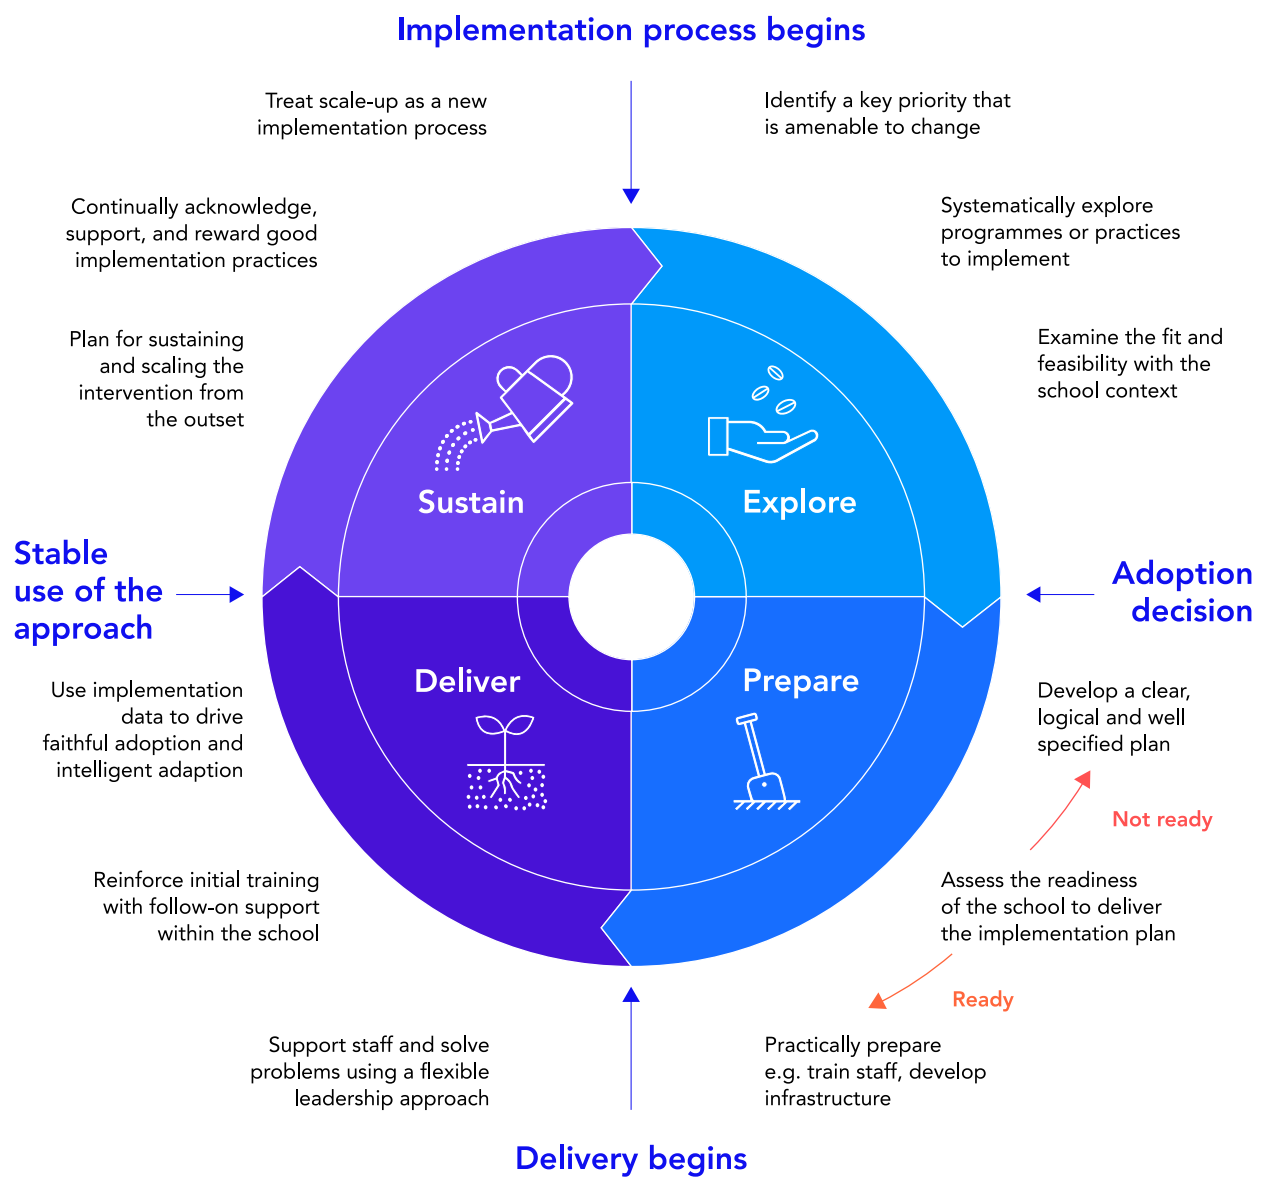 Implementation process begins
Identify a key priority that
is amenable to change
Systematically explore
programmes or practices
to implement
Examine the fit and
feasibility with the
school context
Explore
Adoption
decision
Prepare
Develop a clear,
logical and well
specified plan
Not ready
Assess the readiness
of the school to deliver
the implementation plan
Ready
Practically prepare
e.g. train staff, develop
infrastructure
Delivery begins
Deliver
Support staff and solve
problems using a flexible
leadership approach
Reinforce initial training
with follow-on support
within the school
Use implementation
data to drive
faithful adoption and
intelligent adaption
Stable
use of the
approach
Sustain
Plan for sustaining
and scaling the
intervention from
the outset
Continually acknowledge,
support, and reward good
implementation practices
Treat scale-up as a new
implementation process